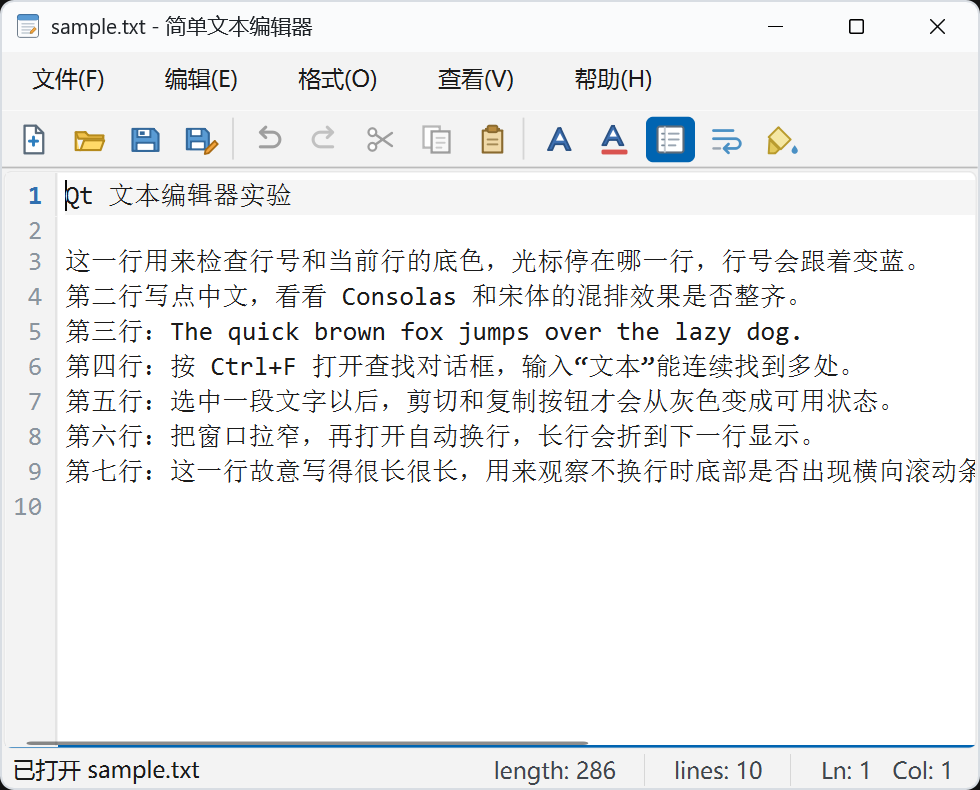 sample.txt - 简单文本编辑器
文件(F) 编辑(E) 格式(O) 查看(V) 帮助(H)
A A
1 Qt 文本编辑器实验
2
3 这一行用来检查行号和当前行的底色，光标停在哪一行，行号会跟着变蓝。
4 第二行写点中文，看看 Consolas 和宋体的混排效果是否整齐。
5 第三行：The quick brown fox jumps over the lazy dog.
6 第四行：按 Ctrl+F 打开查找对话框，输入“文本”能连续找到多处。
7 第五行：选中一段文字以后，剪切和复制按钮才会从灰色变成可用状态。
8 第六行：把窗口拉窄，再打开自动换行，长行会折到下一行显示。
9 第七行：这一行故意写得很长很长，用来观察不换行时底部是否出现横向滚动条
10
已打开 sample.txt length: 286 lines: 10 Ln: 1 Col: 1